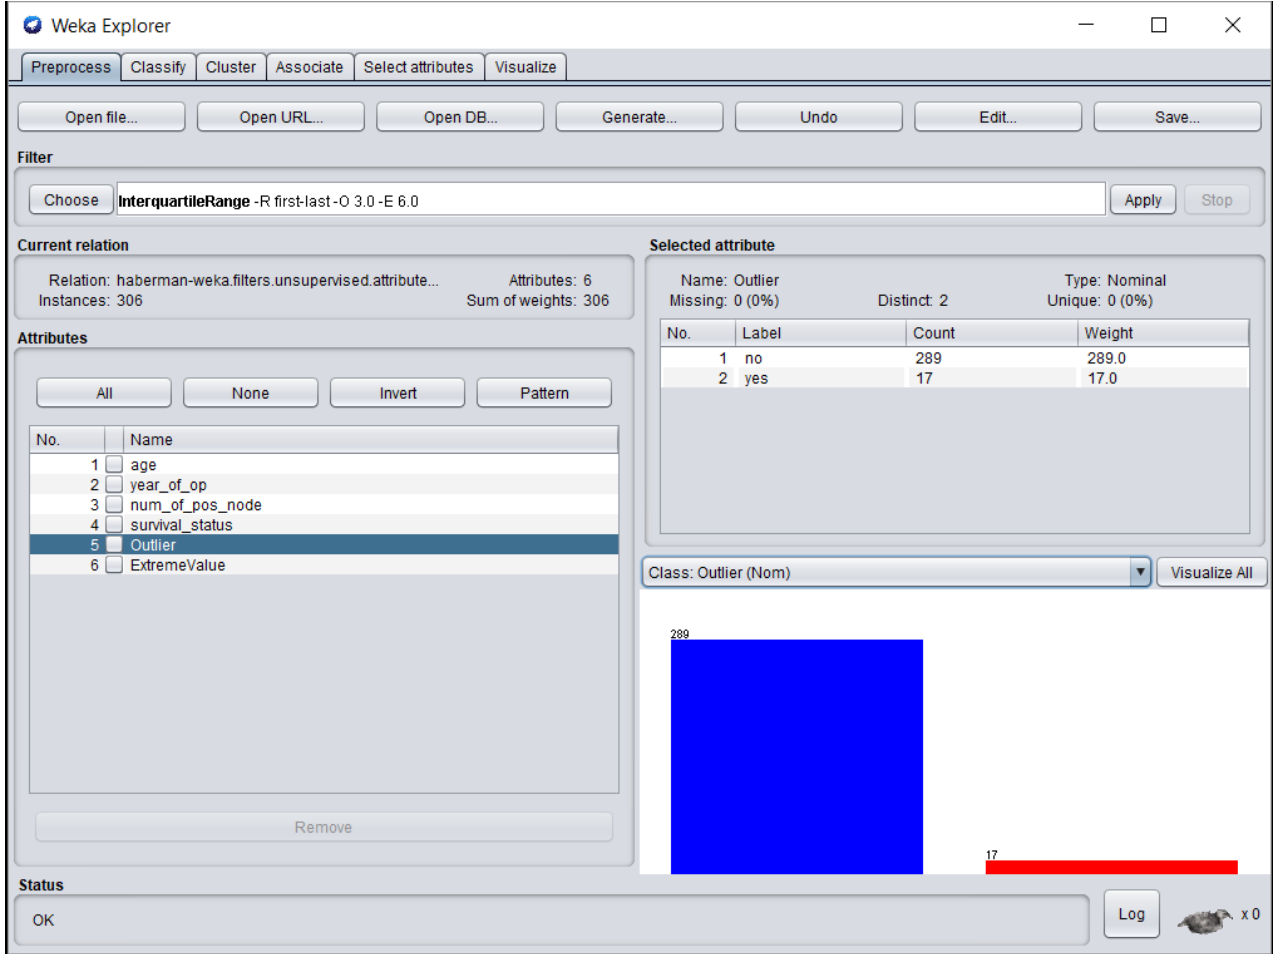 Weka Explorer
Preprocess Classify Cluster Associate Select attributes Visualize
Open file... Open URL... Open DB... Generate... Undo Edit... Save...
Filter
Choose InterquartileRange -R first-last -O 3.0 -E 6.0 Apply Stop
Current relation
Relation: haberman-weka.filters.unsupervised.attribute... Attributes: 6
Instances: 306 Sum of weights: 306
Attributes
All None Invert Pattern
No. Name
1 age
2 year_of_op
3 num_of_pos_node
4 survival_status
5 Outlier
6 ExtremeValue
Remove
Selected attribute
Name: Outlier Type: Nominal
Missing: 0 (0%) Distinct: 2 Unique: 0 (0%)
No. Label Count Weight
1 no 289 289.0
2 yes 17 17.0
Class: Outlier (Nom) Visualize All
289
17
Status
OK
Log x 0